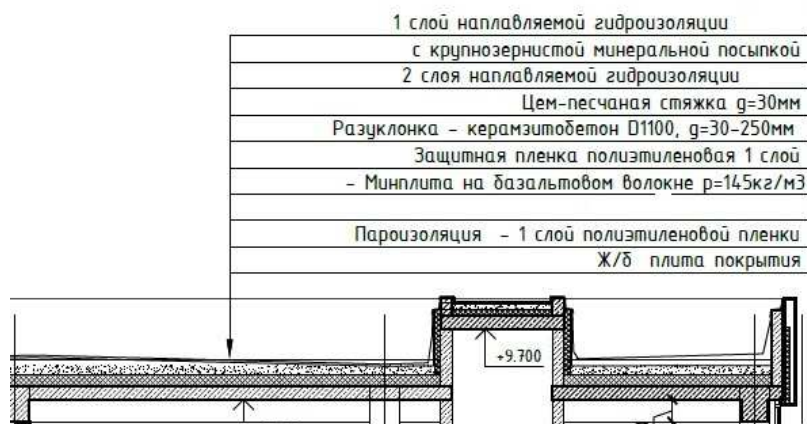 1 слой наплавляемой гидроизоляции
с крупнозернистой минеральной посыпкой
2 слоя наплавляемой гидроизоляции
Цем-песчаная стяжка g=30мм
Разуклонка - керамзитобетон D1100, g=30-250мм
Защитная пленка полиэтиленовая 1 слой
- Минплита на базальтовом волокне p=145кг/м3
Пароизоляция - 1 слой полиэтиленовой пленки
Ж/б плита покрытия
+9.700